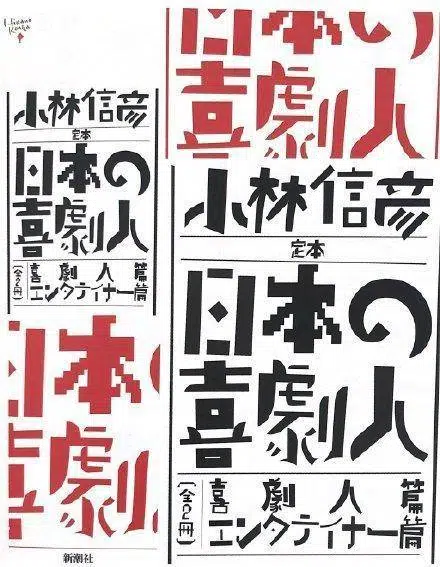 Hirano
Kouga
小林信彦
定本
日本の
喜劇人
[全2冊]
喜劇人篇
エンタテイナー篇
日本の
喜劇
新潮社
日本の
喜劇人
小林信彦
定本
日本の
喜劇人
[全2冊]
喜劇人篇
エンタテイナー篇